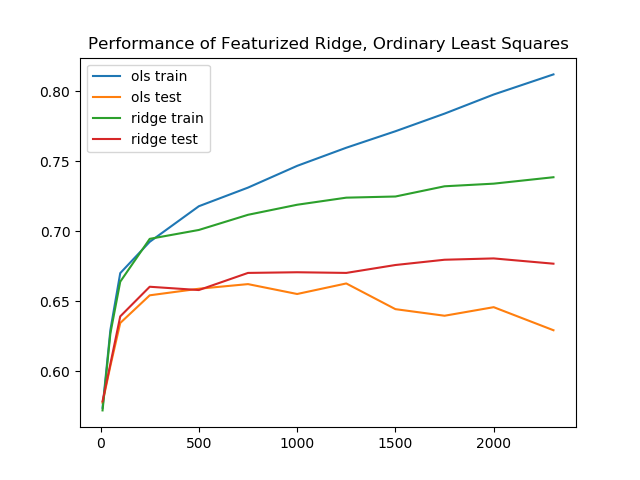 Performance of Featurized Ridge, Ordinary Least Squares
ols train
ols test
ridge train
ridge test
0.80
0.75
0.70
0.65
0.60
0 500 1000 1500 2000